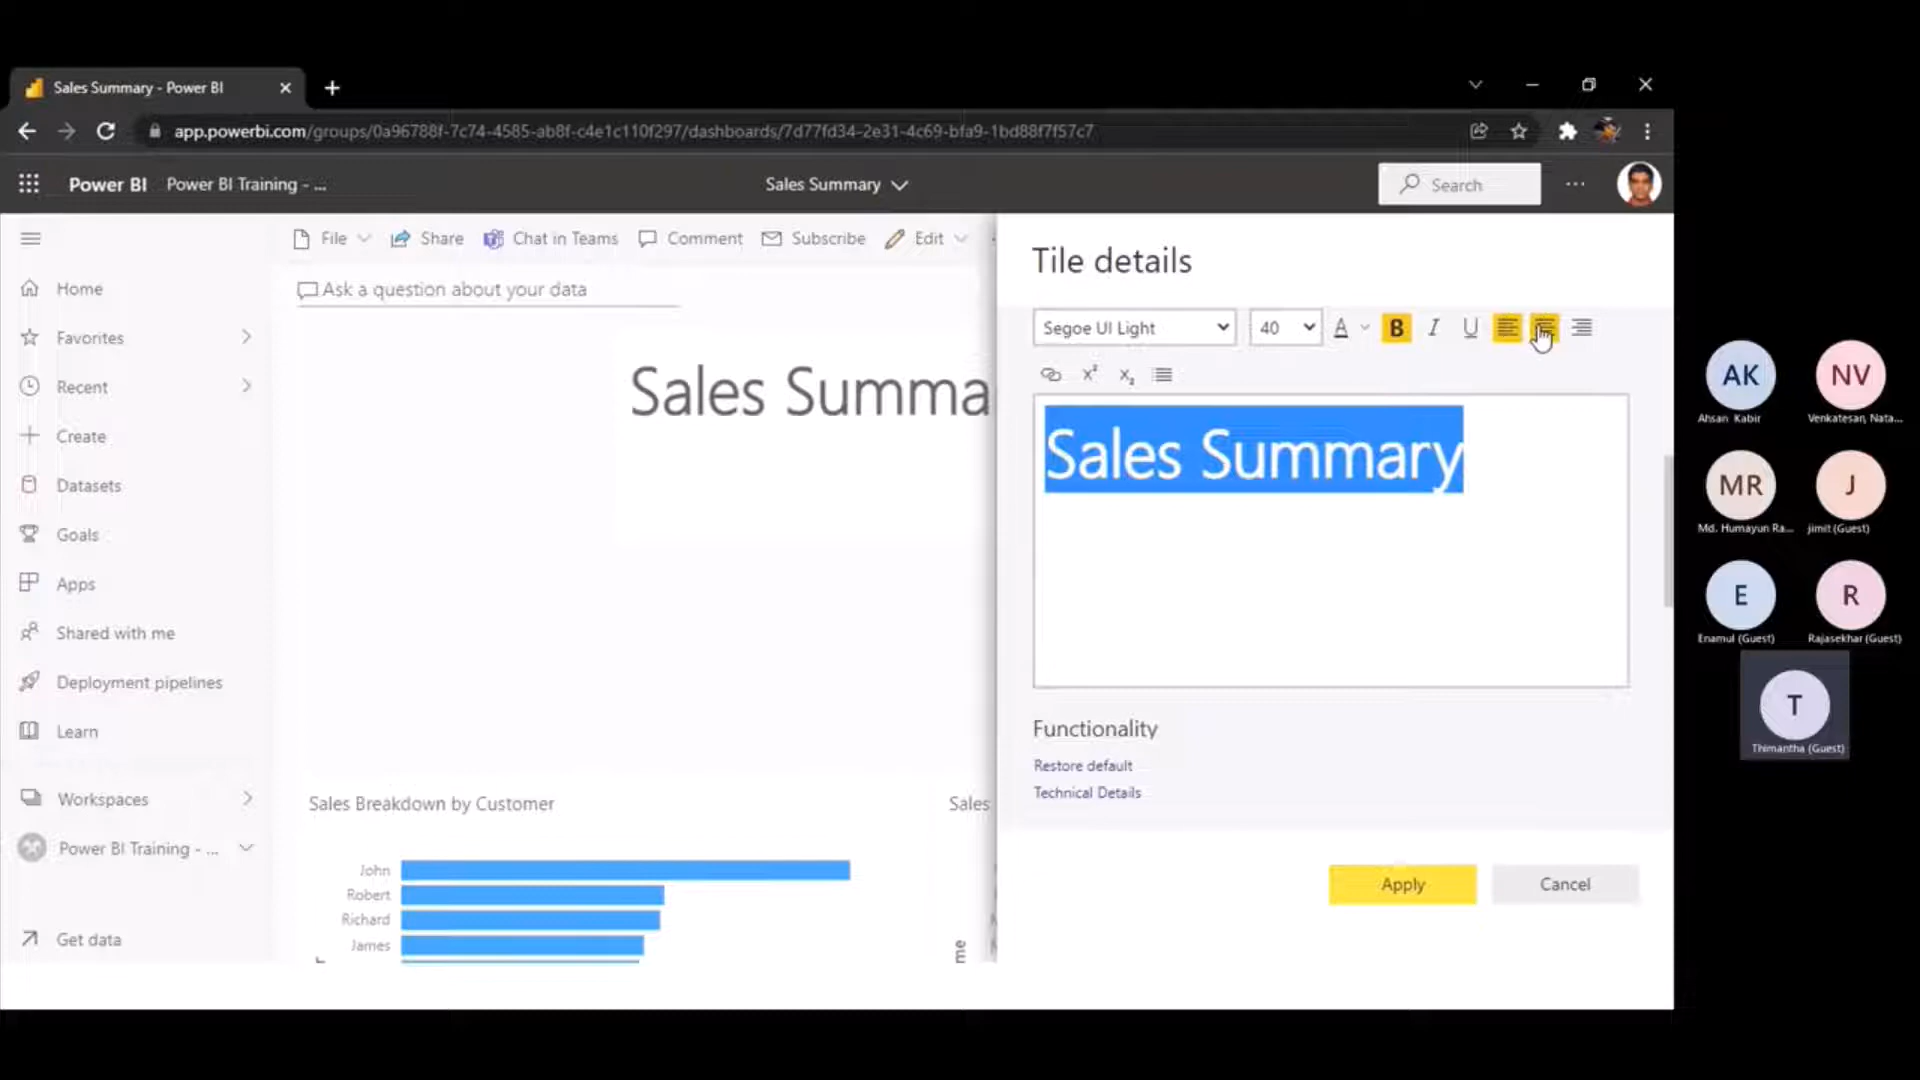 Sales Summary - Power BI
app.powerbi.com/groups/0a96788f-7c74-4585-ab8f-c4e1c110f297/dashboards/7d77fd34-2e31-4c69-bfa9-1bd88f7f57c7
Power BI Power BI Training - ... Sales Summary Search
File Share Chat in Teams Comment Subscribe Edit
Tile details
Ask a question about your data
Home
Favorites
Recent
Create
Datasets
Goals
Apps
Shared with me
Deployment pipelines
Learn
Workspaces
Power BI Training - ...
Get data
Sales Summa
Sales Breakdown by Customer
Sales
John
Robert
Richard
James
me
Segoe UI Light 40 A B I U
x² x₂
Sales Summary
Functionality
Restore default
Technical Details
Apply Cancel
AK NV
Ahsan Kabir Venkatesan, Nata...
MR J
Md. Humayun Ra... jimit (Guest)
E R
Enamul (Guest) Rajasekhar (Guest)
T
Thimantha (Guest)